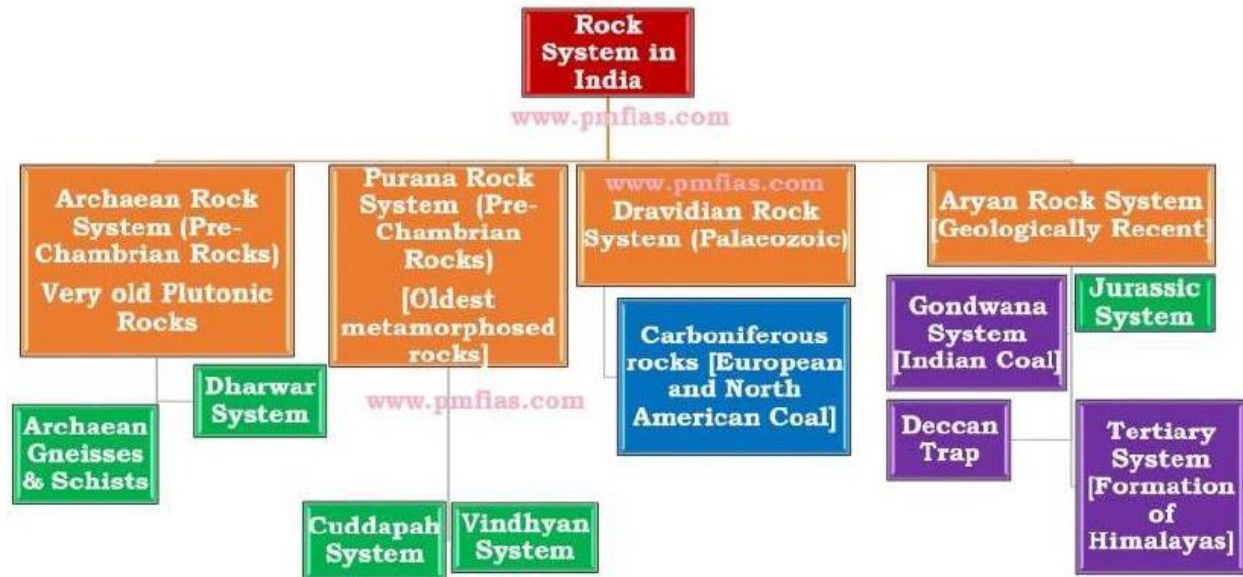 Rock
System in
India
www.pmfias.com
Archaean Rock
System (Pre-
Chambrian Rocks)
Very old Plutonic
Rocks
Dharwar
System
Archaean
Gneisses
& Schists
Purana Rock
System (Pre-
Chambrian
Rocks)
[Oldest
metamorphosed
rocks]
www.pmfias.com
Cuddapah
System
Vindhyan
System
www.pmfias.com
Dravidian Rock
System (Palaeozoic)
Carboniferous
rocks [European
and North
American Coal]
Aryan Rock System
[Geologically Recent]
Gondwana
System
[Indian Coal]
Jurassic
System
Deccan
Trap
Tertiary
System
[Formation
of
Himalayas]